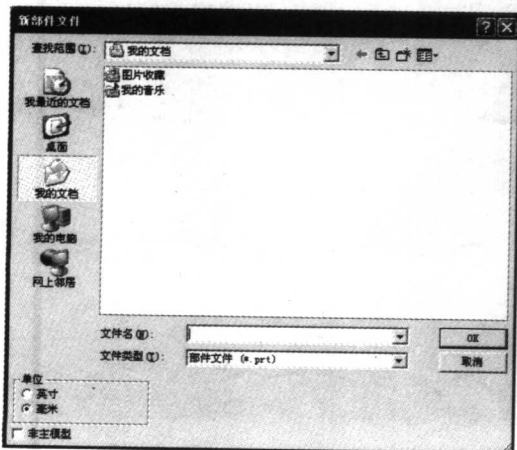 新部件文件
查找范围(I):
我的文档
图片收藏
我的音乐
我最近的文档
桌面
我的文档
我的电脑
网上邻居
文件名(N):
OK
文件类型(T):
部件文件 (*.prt)
取消
单位
英寸
毫米
非主模型